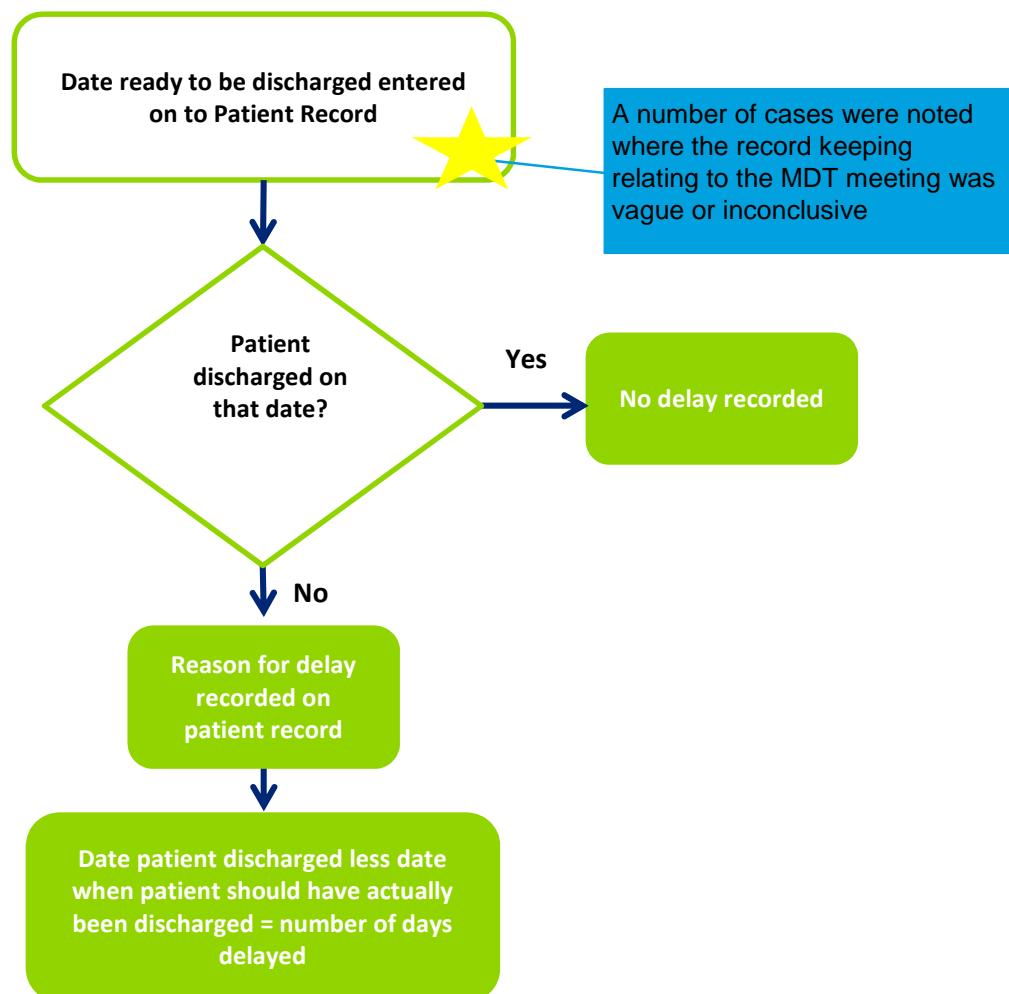 Date ready to be discharged entered
on to Patient Record
A number of cases were noted
where the record keeping
relating to the MDT meeting was
vague or inconclusive
Patient
discharged on
that date?
Yes
No delay recorded
No
Reason for delay
recorded on
patient record
Date patient discharged less date
when patient should have actually
been discharged = number of days
delayed